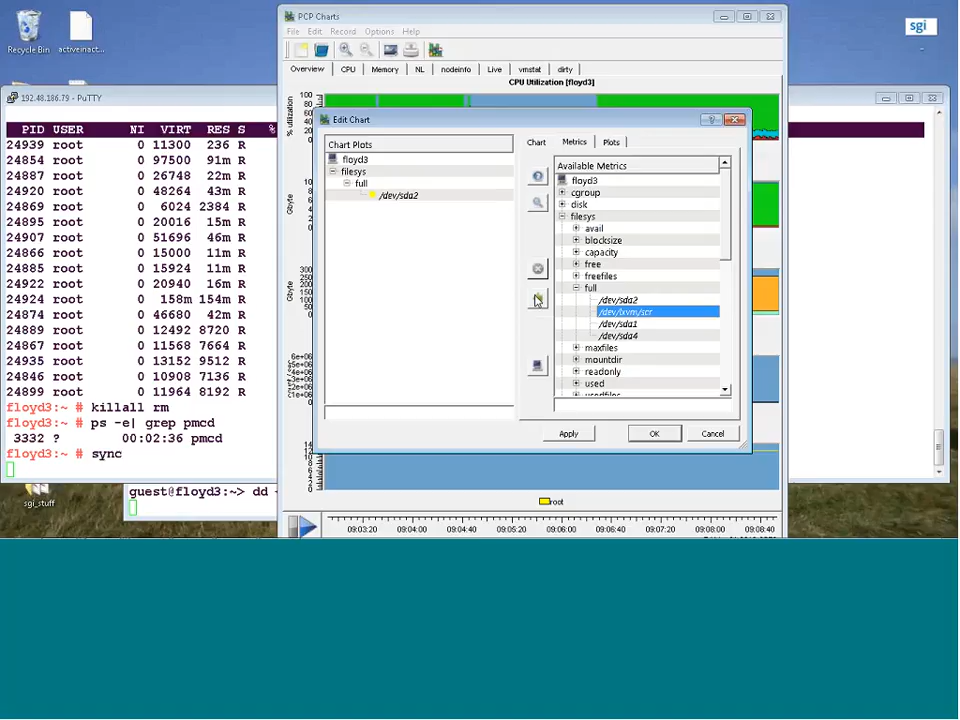 Recycle Bin
activeinact...
sgi
PCP Charts
File Edit Record Options Help
Overview CPU Memory NL nodeinfo Live vmstat dirty
CPU Utilization [floyd3]
% utilization
100
80
60
40
20
Gbyte
Gbyte
192.48.186.79 - PuTTY
PID USER NI VIRT RES S %
24939 root 0 11300 236 R
24854 root 0 97500 91m R
24887 root 0 26748 22m R
24920 root 0 48264 43m R
24869 root 0 6024 2384 R
24895 root 0 20016 15m R
24907 root 0 51696 46m R
24866 root 0 15000 11m R
24885 root 0 15924 11m R
24922 root 0 20940 16m R
24924 root 0 158m 154m R
24874 root 0 46680 42m R
24889 root 0 12492 8720 R
24867 root 0 11568 7664 R
24935 root 0 13152 9512 R
24846 root 0 10908 7136 R
24899 root 0 11964 8192 R
floyd3:~ # killall rm
floyd3:~ # ps -e| grep pmcd
3332 ? 00:02:36 pmcd
floyd3:~ # sync
sgi_stuff
guest@floyd3:~> dd
Edit Chart
Chart Plots
floyd3
filesys
full
/dev/sda2
Chart Metrics Plots
Available Metrics
floyd3
cgroup
disk
filesys
avail
blocksize
capacity
free
freefiles
full
/dev/sda2
/dev/lxvm/scr
/dev/sda1
/dev/sda4
maxfiles
mountdir
readonly
used
usedfiles
Apply OK Cancel
root
09:03:20 09:04:00 09:04:40 09:05:20 09:06:00 09:06:40 09:07:20 09:08:00 09:08:40